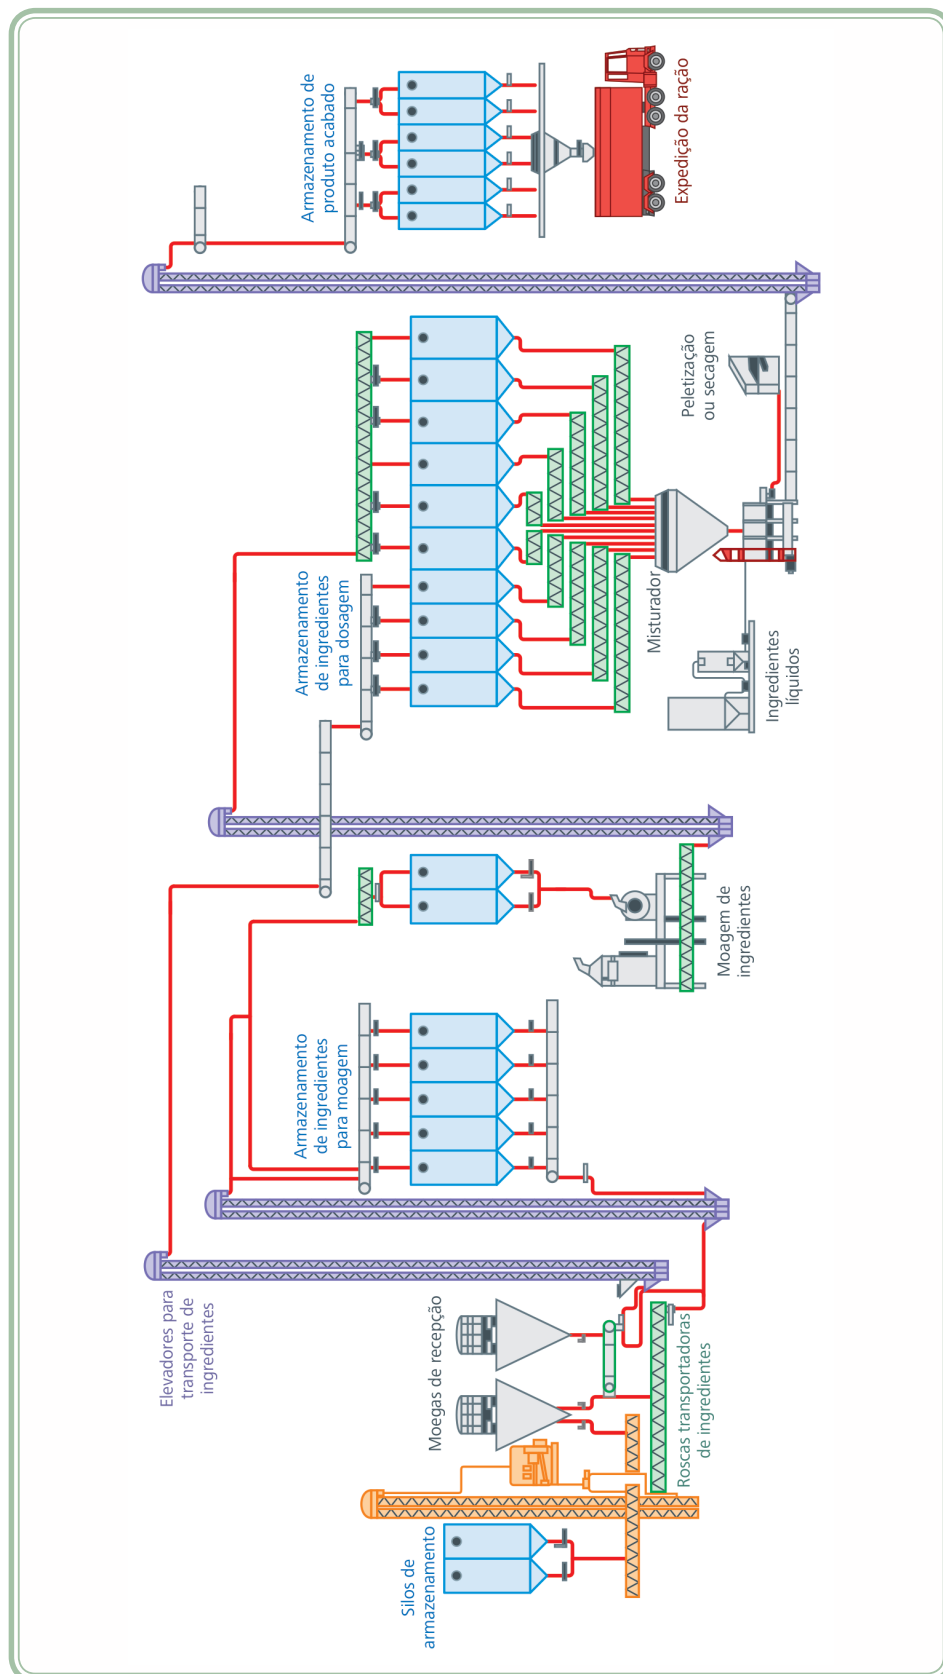 Silos de
armazenamento
Moegas de recepção
Roscas transportadoras
de ingredientes
Elevadores para
transporte de
ingredientes
Armazenamento
de ingredientes
para moagem
Moagem de
ingredientes
Armazenamento
de ingredientes
para dosagem
Misturador
Ingredientes
líquidos
Peletização
ou secagem
Armazenamento de
produto acabado
Expedição da ração